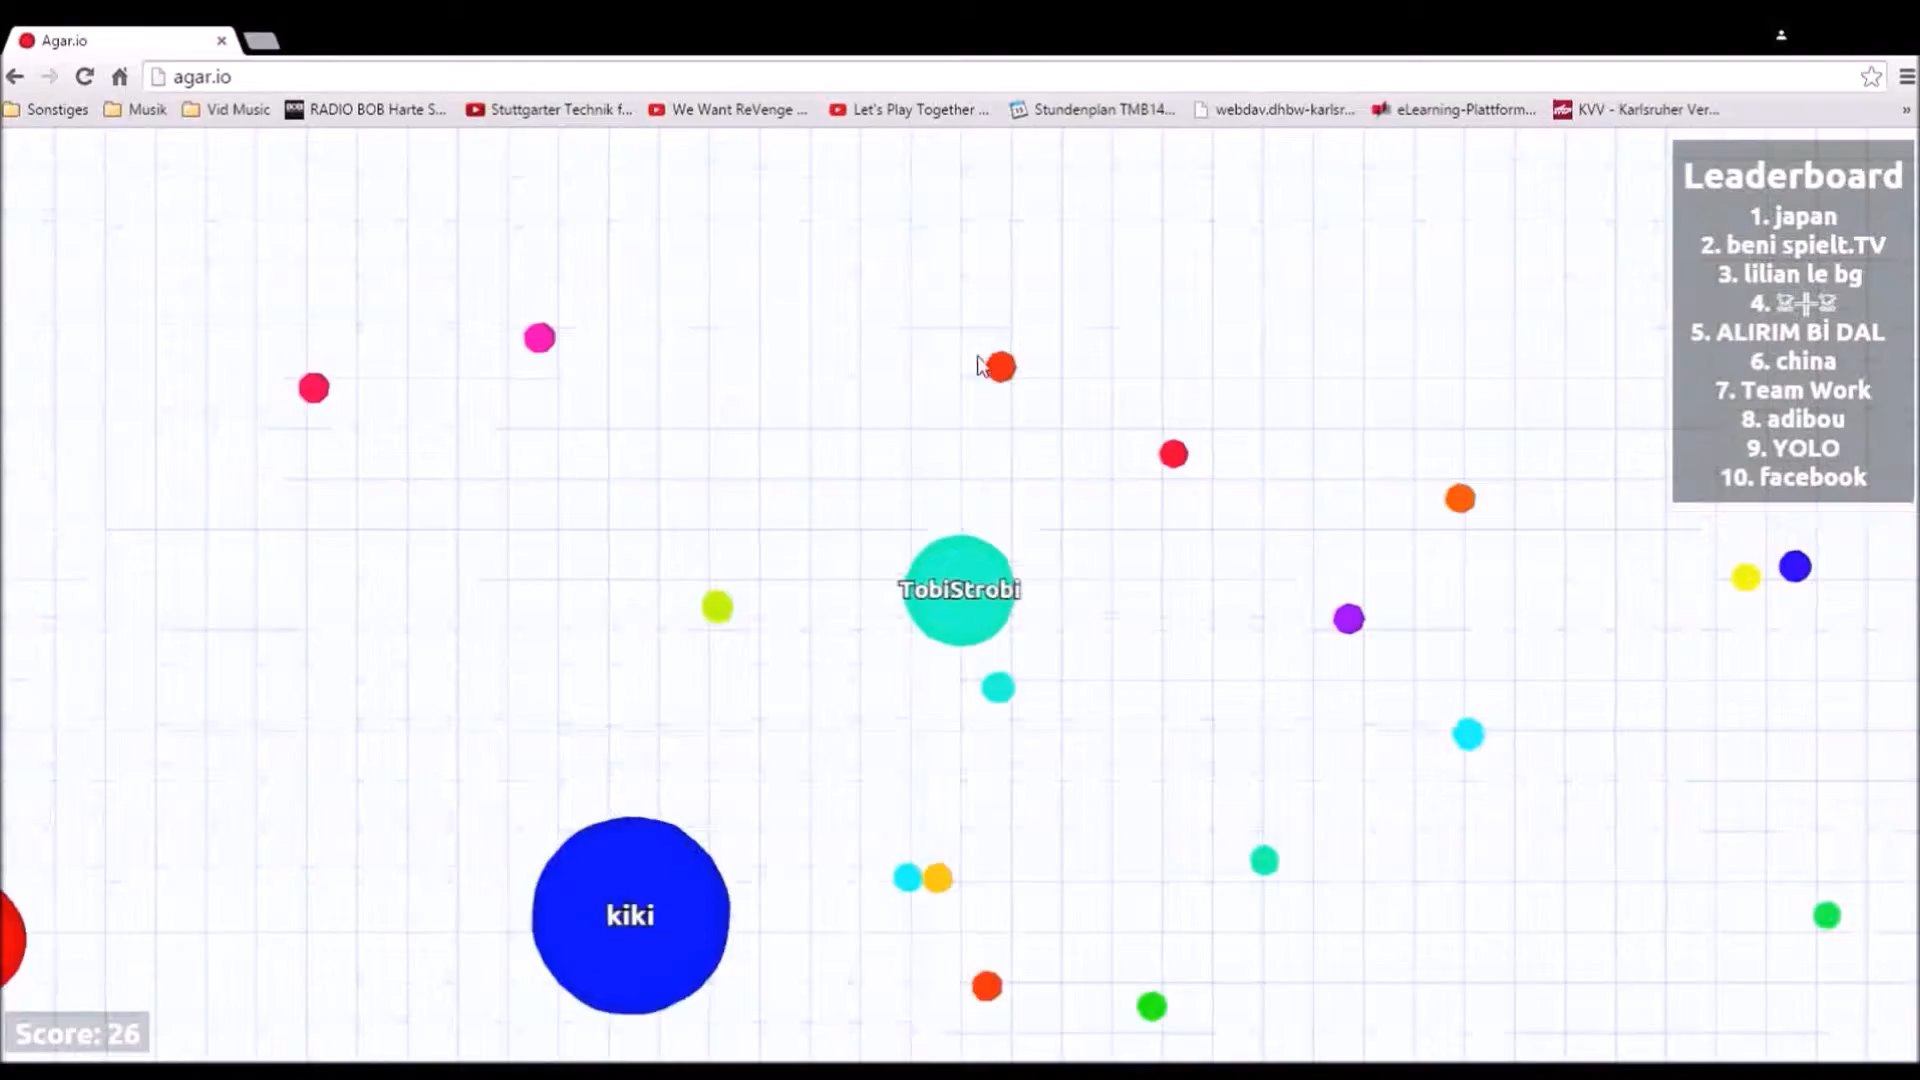 Agar.io
agar.io
Sonstiges Musik Vid Music RADIO BOB Harte S... Stuttgarter Technik f... We Want ReVenge ... Let's Play Together ... Stundenplan TMB14... webdav.dhbw-karlsr... eLearning-Plattform... KVV - Karlsruher Ver...
Leaderboard
1. japan
2. beni spielt.TV
3. lilian le bg
4.
5. ALIRIM Bİ DAL
6. china
7. Team Work
8. adibou
9. YOLO
10. facebook
TobiStrobi
kiki
Score: 26